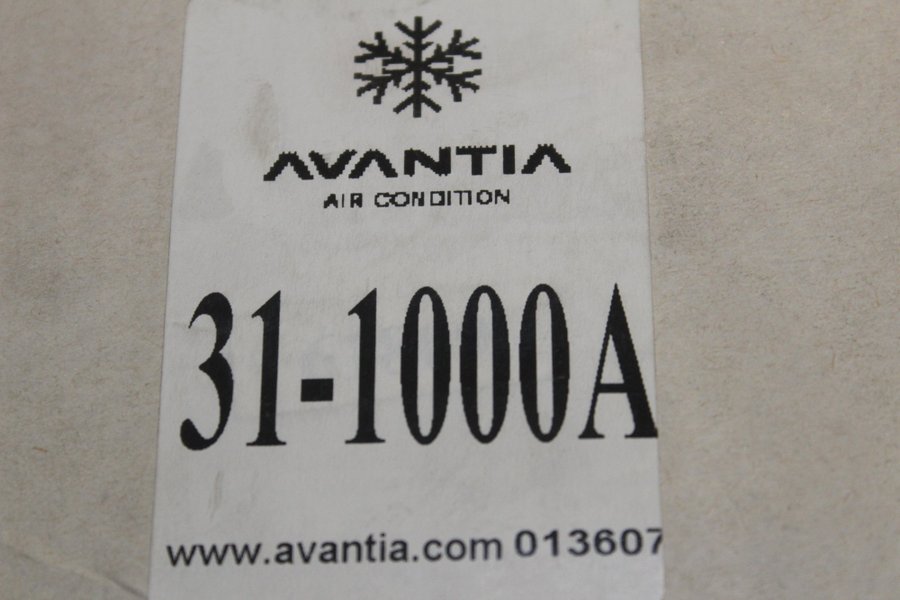 AVANTIA
AIR CONDITION
31-1000A
www.avantia.com 013607